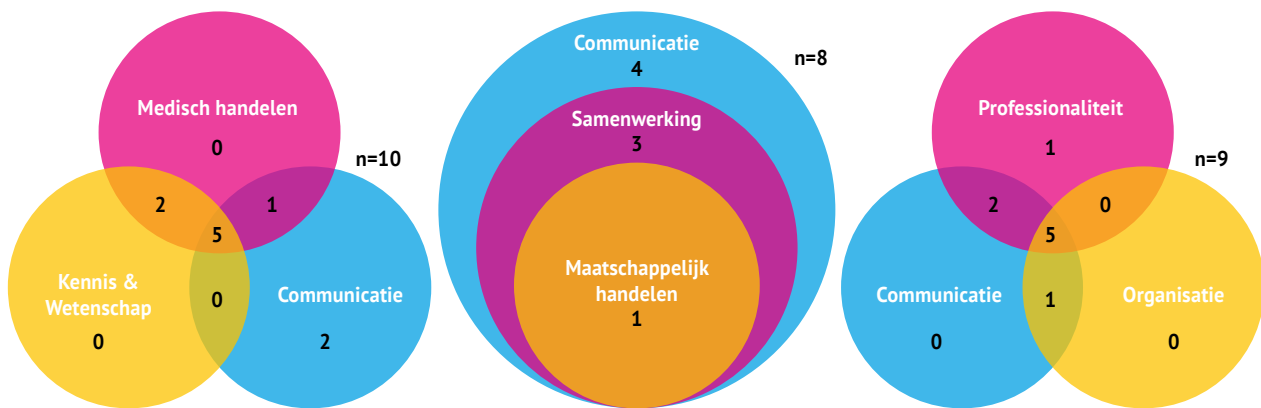 Medisch handelen
0
n=10
2
1
5
Kennis &
Wetenschap
0
0
Communicatie
2
Communicatie
4
n=8
Samenwerking
3
Maatschappelijk
handelen
1
Professionaliteit
1
n=9
2
0
5
Communicatie
0
1
Organisatie
0